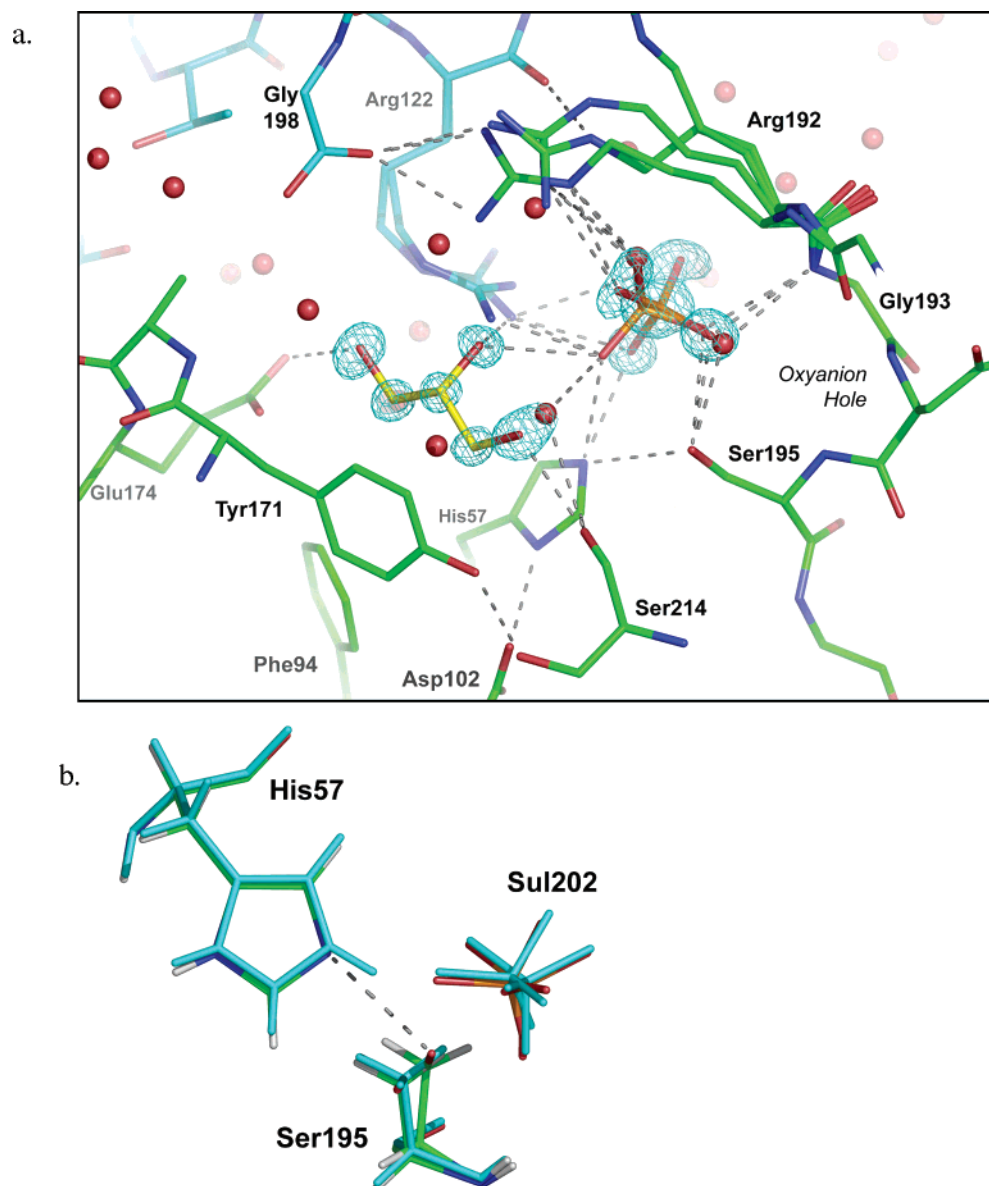 a.
Gly
198
Arg122
Arg192
Gly193
Oxyanion
Hole
Ser195
Glu174
Tyr171
His57
Ser214
Phe94
Asp102
b.
His57
Sul202
Ser195